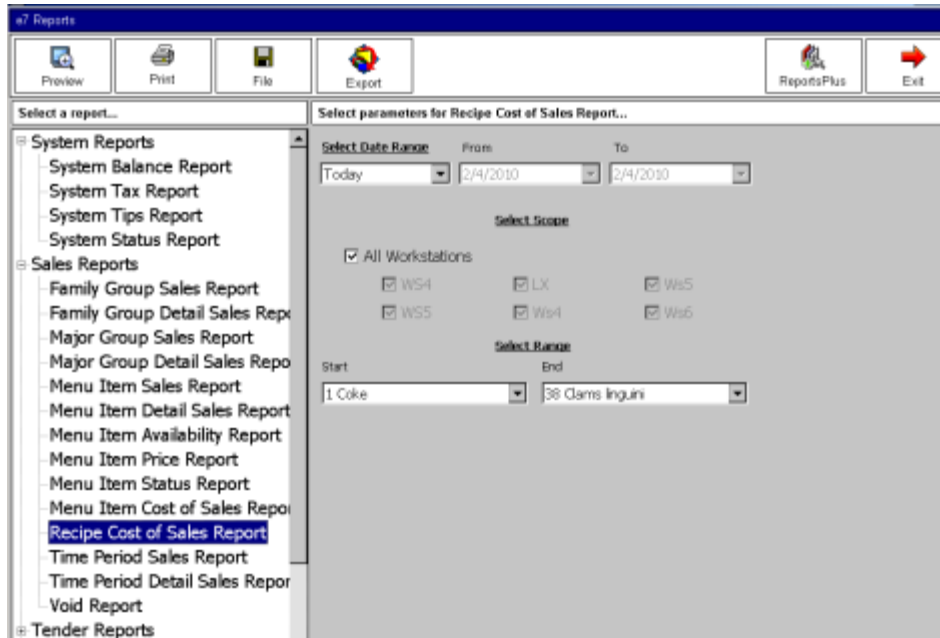 e7 Reports
Preview
Print
File
Export
ReportsPlus
Exit
Select a report...
Select parameters for Recipe Cost of Sales Report...
System Reports
System Balance Report
System Tax Report
System Tips Report
System Status Report
Sales Reports
Family Group Sales Report
Family Group Detail Sales Repo
Major Group Sales Report
Major Group Detail Sales Repo
Menu Item Sales Report
Menu Item Detail Sales Report
Menu Item Availability Report
Menu Item Price Report
Menu Item Status Report
Menu Item Cost of Sales Repor
Recipe Cost of Sales Report
Time Period Sales Report
Time Period Detail Sales Repor
Void Report
Tender Reports
Select Date Range From To
Today 2/4/2010 2/4/2010
Select Scope
All Workstations
WS4 LX Ws5
WS5 Ws4 Ws6
Select Range
Start End
1 Coke 38 Clams linguini